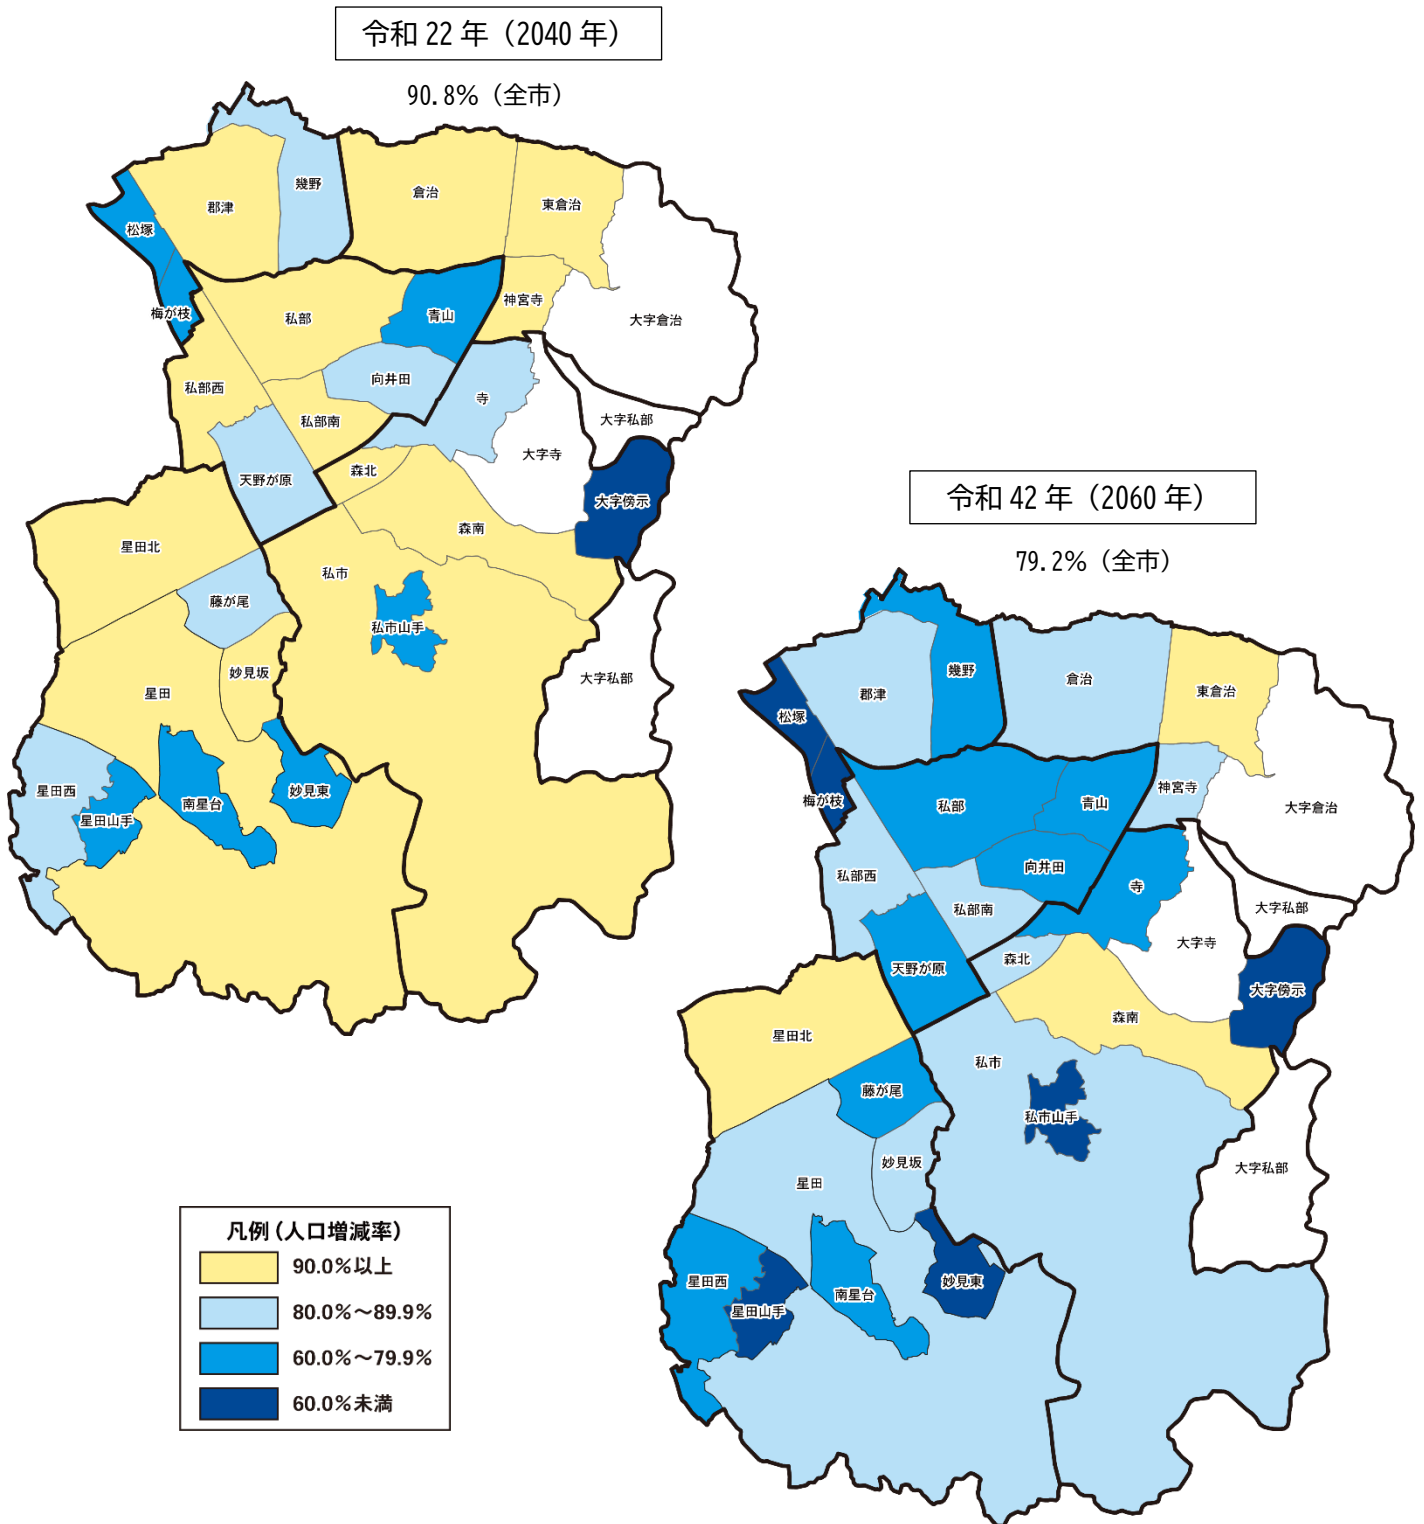 令和 22 年（2040 年）
90.8%（全市）
幾野
郡津
倉治
東倉治
松塚
梅が枝
私部
青山
神宮寺
大字倉治
私部西
向井田
寺
私部南
大字私部
天野が原
森北
大字寺
大字傍示
星田北
森南
私市
藤が尾
私市山手
妙見坂
大字私部
星田
星田西
南星台
妙見東
星田山手
令和 42 年（2060 年）
79.2%（全市）
幾野
郡津
倉治
東倉治
松塚
梅が枝
私部
青山
神宮寺
大字倉治
私部西
向井田
寺
私部南
大字私部
天野が原
森北
大字寺
大字傍示
星田北
森南
私市
藤が尾
私市山手
妙見坂
大字私部
星田
星田西
南星台
妙見東
星田山手
凡例（人口増減率）
90.0%以上
80.0%～89.9%
60.0%～79.9%
60.0%未満